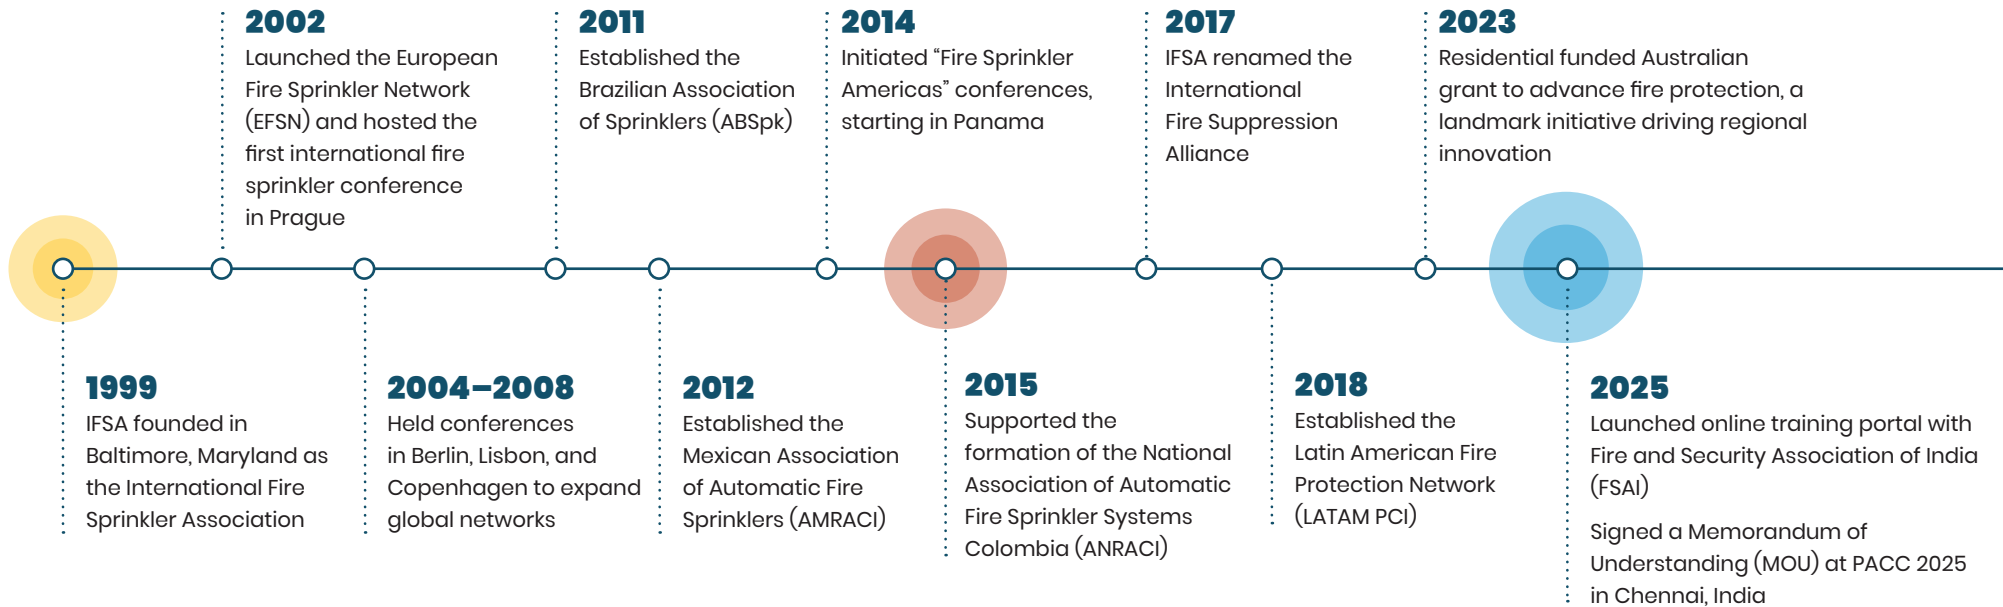 2002
Launched the European
Fire Sprinkler Network
(EFSN) and hosted the
first international fire
sprinkler conference
in Prague
2011
Established the
Brazilian Association
of Sprinklers (ABSpk)
2014
Initiated “Fire Sprinkler
Americas” conferences,
starting in Panama
2017
IFSA renamed the
International
Fire Suppression
Alliance
2023
Residential funded Australian
grant to advance fire protection, a
landmark initiative driving regional
innovation
1999
IFSA founded in
Baltimore, Maryland as
the International Fire
Sprinkler Association
2004–2008
Held conferences
in Berlin, Lisbon, and
Copenhagen to expand
global networks
2012
Established the
Mexican Association
of Automatic Fire
Sprinklers (AMRACI)
2015
Supported the
formation of the National
Association of Automatic
Fire Sprinkler Systems
Colombia (ANRACI)
2018
Established the
Latin American Fire
Protection Network
(LATAM PCI)
2025
Launched online training portal with
Fire and Security Association of India
(FSAI)
Signed a Memorandum of
Understanding (MOU) at PACC 2025
in Chennai, India